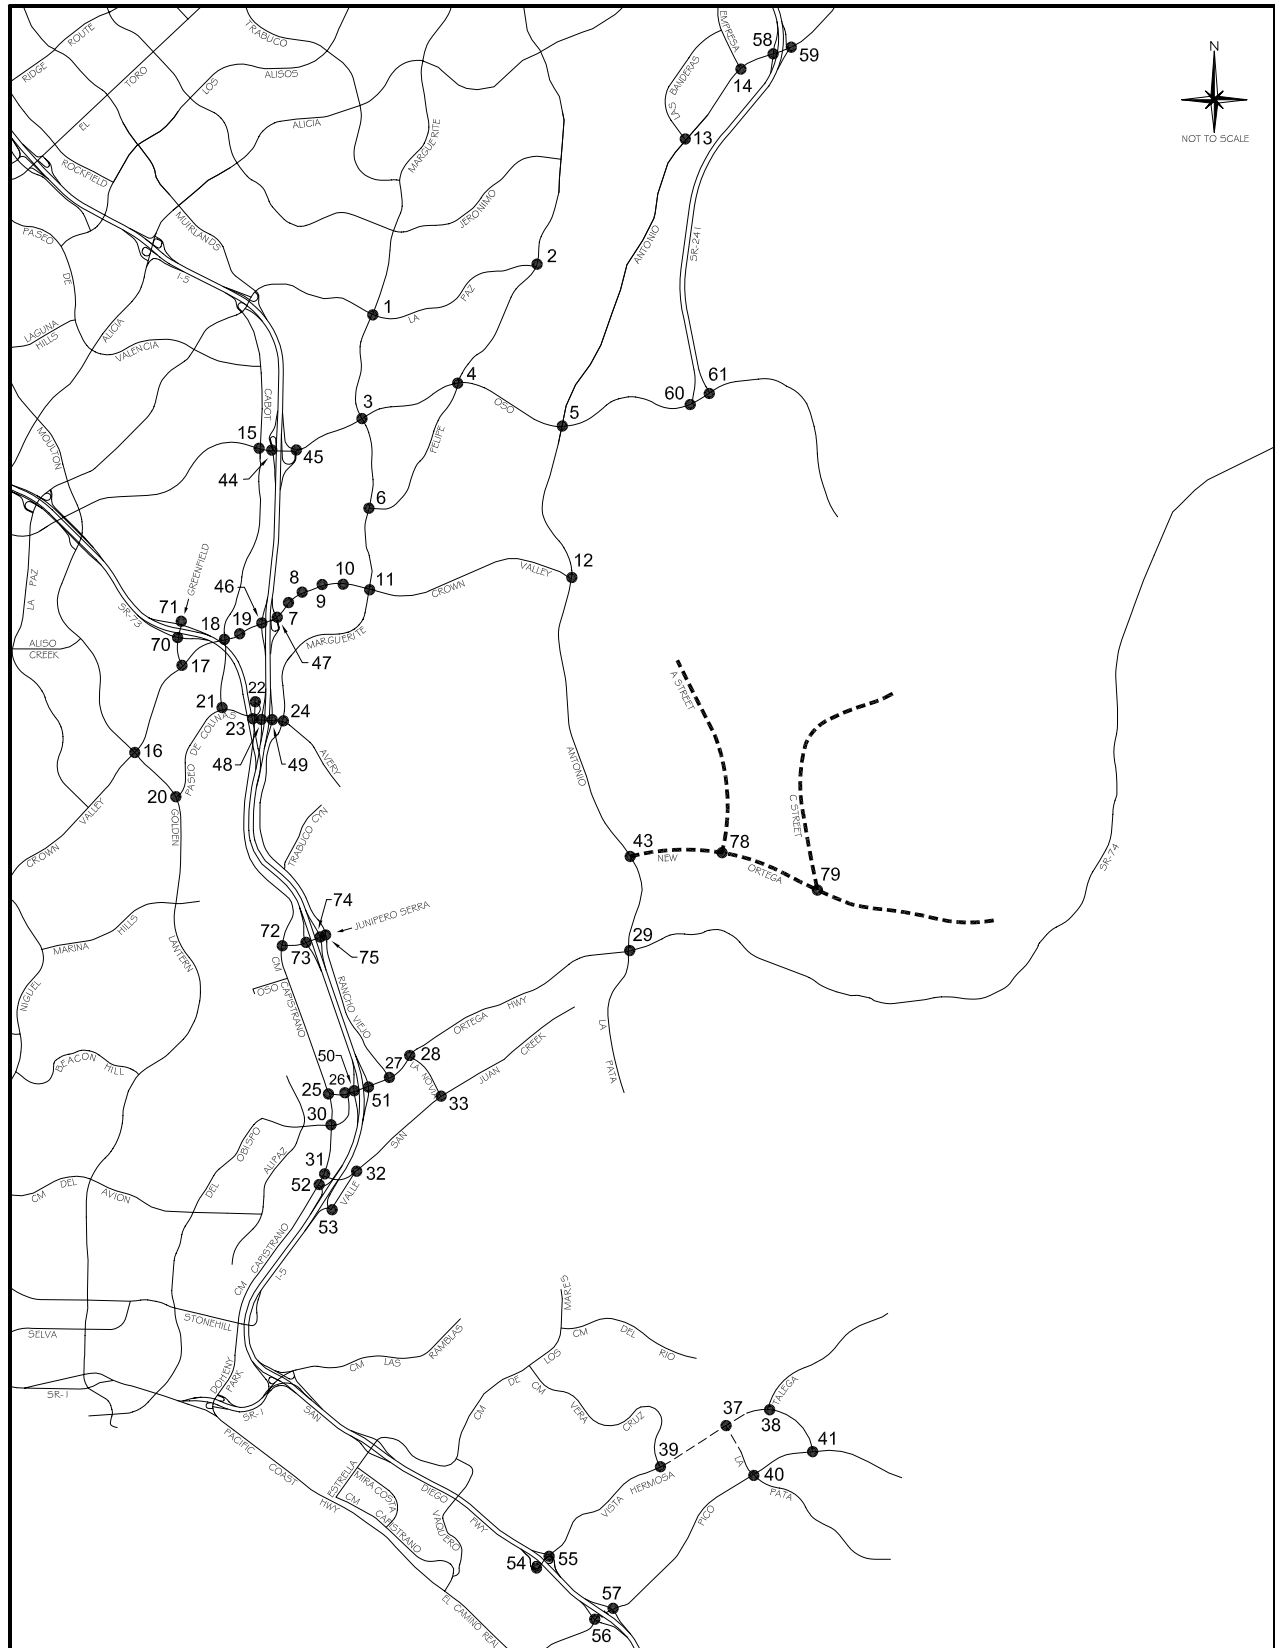 TRABUCO
EMPRESA
58
59
ROUTE
RIDGE
N
TORO
LOS
ALISOS
14
LAS BANDERAS
EL
ALICIA
NOT TO SCALE
13
MARGUERITE
ROCKFIELD
JERONIMO
MUIRLANDS
PASEO
DE
ANTONIO
SR-241
2
I-5
1
LA
PAZ
LAGUNA
HILLS
ALICIA
VALENCIA
4
61
60
CABOT
3
OSO
5
MOULTON
15
44
45
FELIPE
6
GREENFIELD
12
VALLEY
CROWN
8
10
11
9
46
LA PAZ
SR-73
71
18
19
7
MARGUERITE
70
47
ALISO
CREEK
17
A STREET
22
21
23
24
PASEO DE COLINAS
16
48
49
AVERY
ANTONIO
20
GOLDEN
C STREET
VALLEY
CROWN
TRABUCO CYN
43
78
NEW
ORTEGA
79
SR-74
74
JUNIPERO SERRA
72
73
75
29
MARINA
HILLS
LANTERN
CM CAPISTRANO
OSO
RANCHO VIEJO
NIGUEL
ORTEGA
HWY
LA
PATA
BEACON
HILL
50
27
28
LA NOVIA
JUAN
CREEK
25
26
51
33
30
OBISPO
ALIPAZ
SAN
31
32
52
VALLE
DEL
CM
DEL
AVION
53
CM CAPISTRANO
I-5
MARES
STONEHILL
SELVA
CM
DEL
RIO
CM
LAS
RAMBLAS
LOS
DE
CM
DOHENY
PARK
SR-1
SR-1
SAN
CM
VERA
CRUZ
TALEGA
37
38
PACIFIC
COAST
HWY
39
41
LA
40
PATA
ESTRELLA
MIRA COSTA
CM
CAPISTRANO
DIEGO
FWY
VAQUERO
VISTA
HERMOSA
PICO
54
55
57
56
EL CAMINO REAL